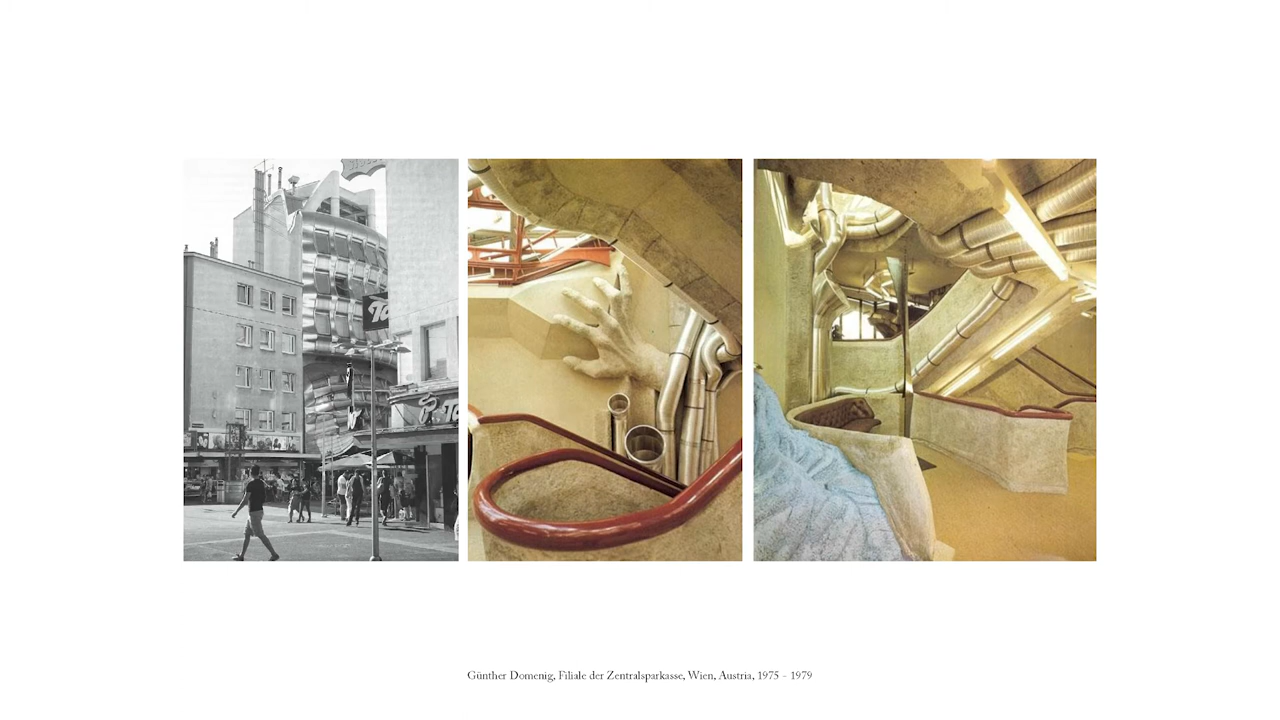 Günther Domenig, Filiale der Zentralsparkasse, Wien, Austria, 1975 - 1979